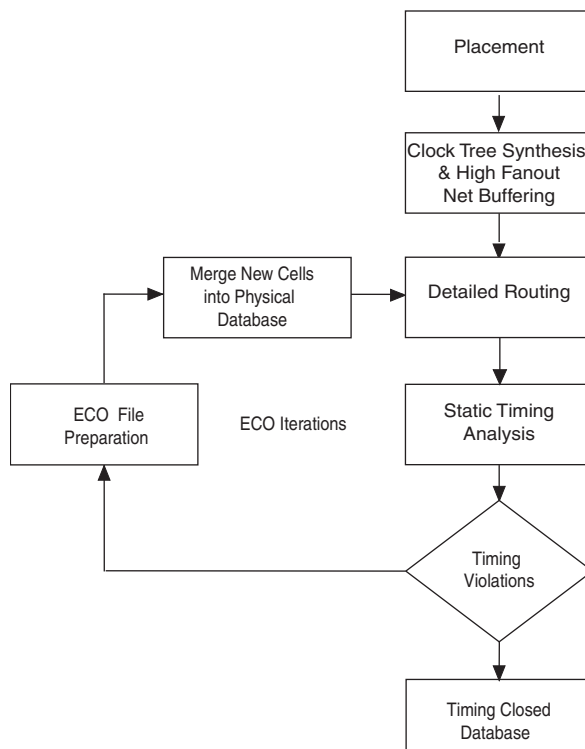 Placement
Clock Tree Synthesis
& High Fanout
Net Buffering
Merge New Cells
into Physical
Database
Detailed Routing
ECO File
Preparation
ECO Iterations
Static Timing
Analysis
Timing
Violations
Timing Closed
Database